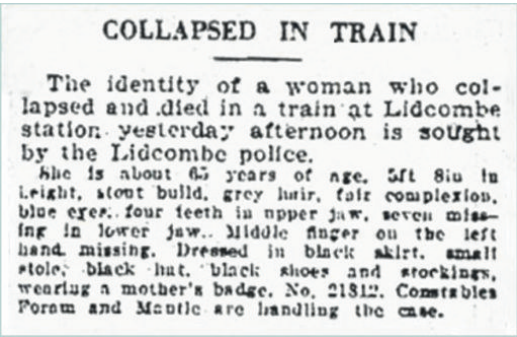 COLLAPSED IN TRAIN
The identity of a woman who col-
lapsed and died in a train at Lidcombe
station yesterday afternoon is sought
by the Lidcombe police.
She is about 65 years of age, 5ft 8in in
height, stout build, grey hair, fair complexion,
blue eyes, four teeth in upper jaw, seven miss-
ing in lower jaw. Middle finger on the left
hand missing. Dressed in black skirt, small
stole, black hat, black shoes and stockings,
wearing a mother's badge, No. 21812. Constables
Foram and Mantle are handling the case.